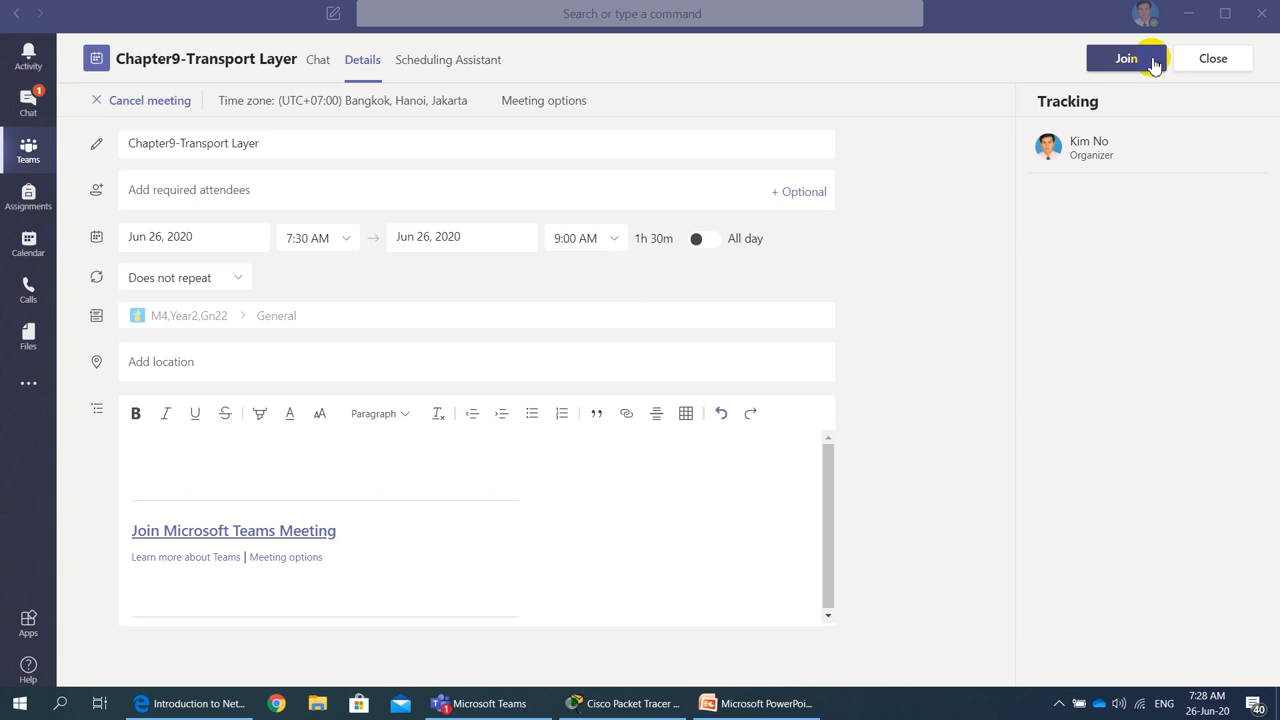 Search or type a command
Activity
Chat
1
Teams
Assignments
Calendar
Calls
Files
Apps
Help
Chapter9-Transport Layer Chat Details Scheduling Assistant
Join Close
Cancel meeting Time zone: (UTC+07:00) Bangkok, Hanoi, Jakarta Meeting options
Chapter9-Transport Layer
Add required attendees + Optional
Jun 26, 2020 7:30 AM Jun 26, 2020 9:00 AM 1h 30m All day
Does not repeat
M4,Year2,Gn22 > General
Add location
B I U S A AA Paragraph Tx
Join Microsoft Teams Meeting
Learn more about Teams | Meeting options
Tracking
Kim No
Organizer
Introduction to Net... Microsoft Teams Cisco Packet Tracer ... Microsoft PowerPoi... ENG 7:28 AM
26-Jun-20
40